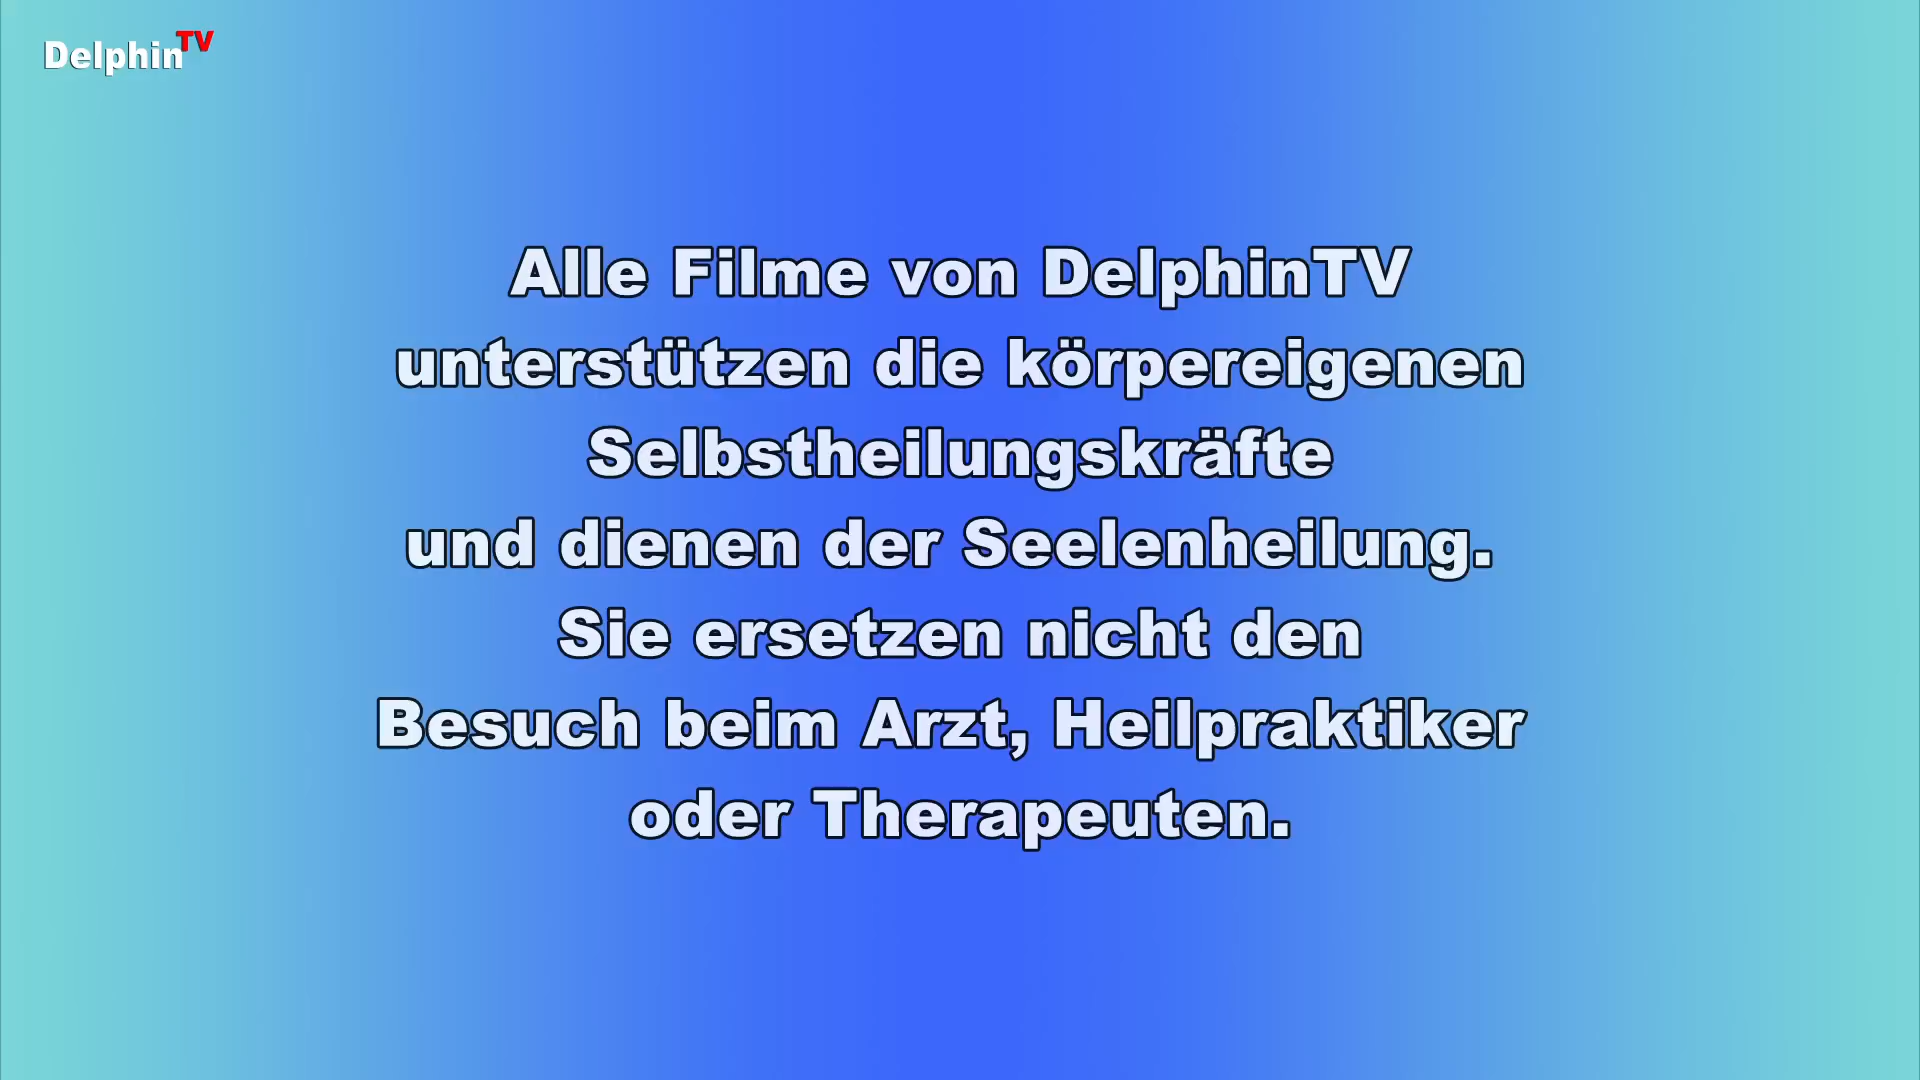 DelphinTV
Alle Filme von DelphinTV
unterstützen die körpereigenen
Selbstheilungskräfte
und dienen der Seelenheilung.
Sie ersetzen nicht den
Besuch beim Arzt, Heilpraktiker
oder Therapeuten.